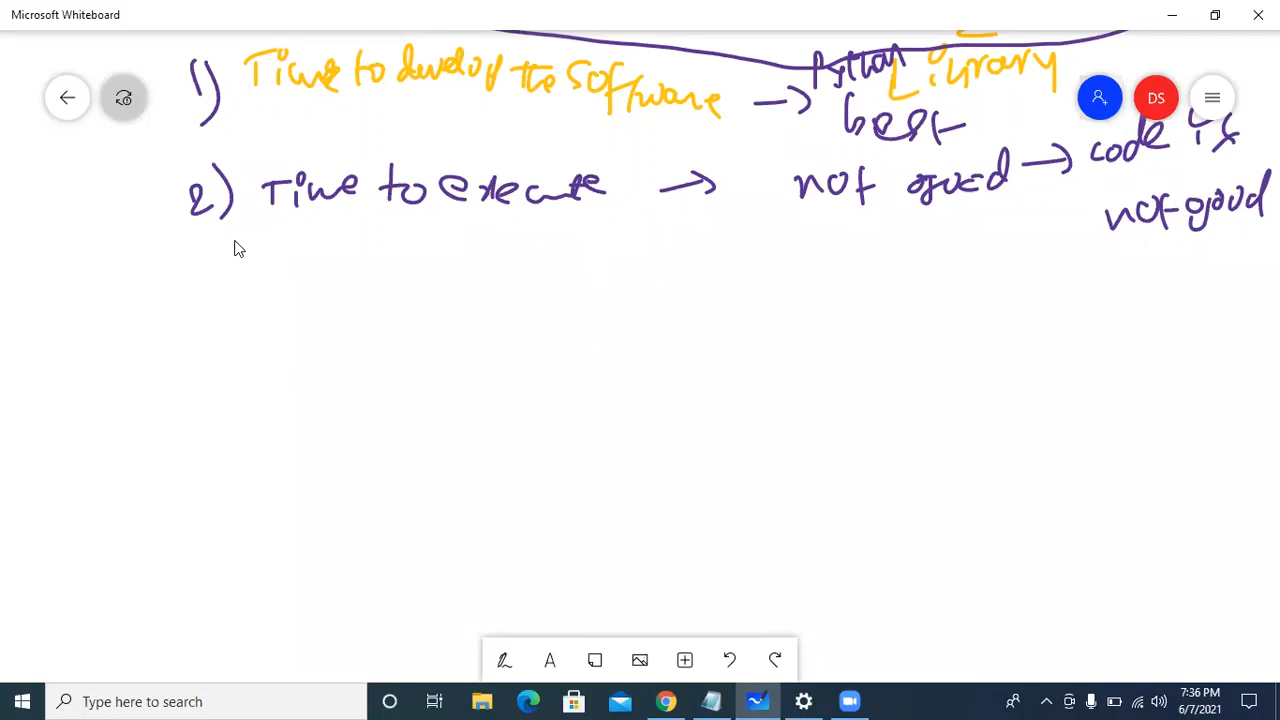 Microsoft Whiteboard
1) Time to develop the Software → Python Library
best
DS
2) Time to execute → not good → code is
not good
Type here to search
7:36 PM
6/7/2021